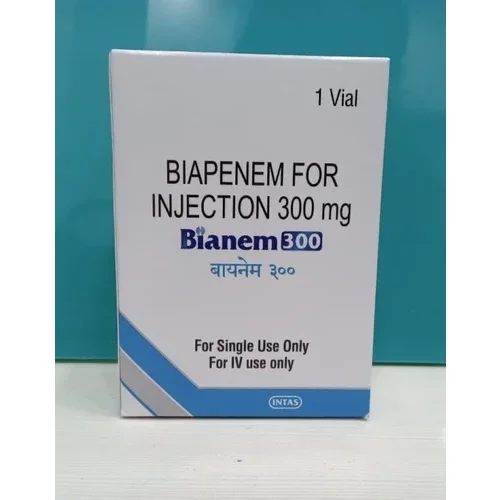 1 Vial
BIAPENEM FOR
INJECTION 300 mg
Bianem 300
बायनेम ३००
For Single Use Only
For IV use only
INTAS